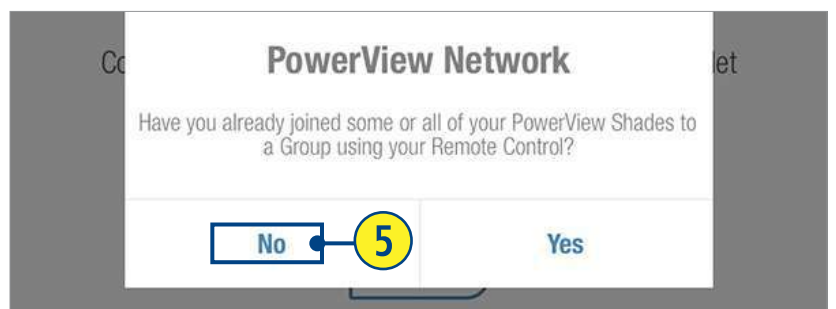 PowerView Network
Have you already joined some or all of your PowerView Shades to
a Group using your Remote Control?
No 5 Yes